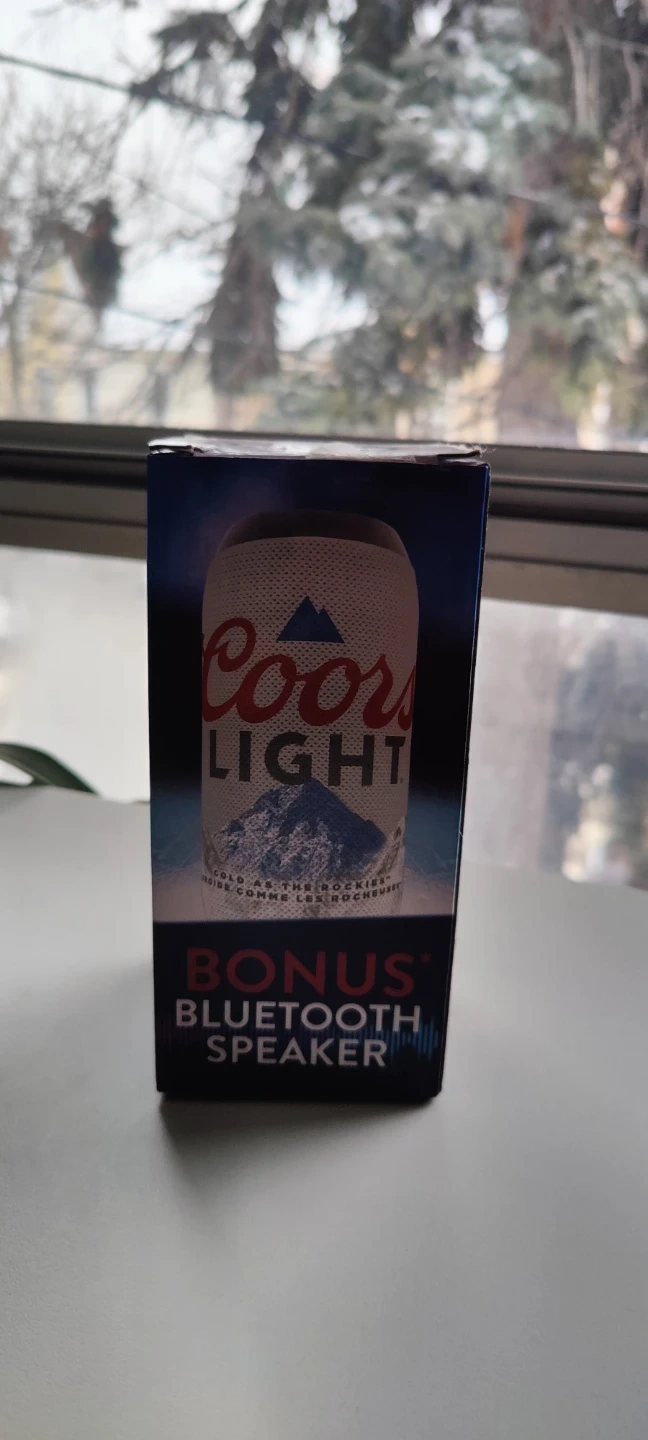 Coors
LIGHT
COLD AS THE ROCKIES
FROIDE COMME LES ROCHEUSES
BONUS*
BLUETOOTH
SPEAKER